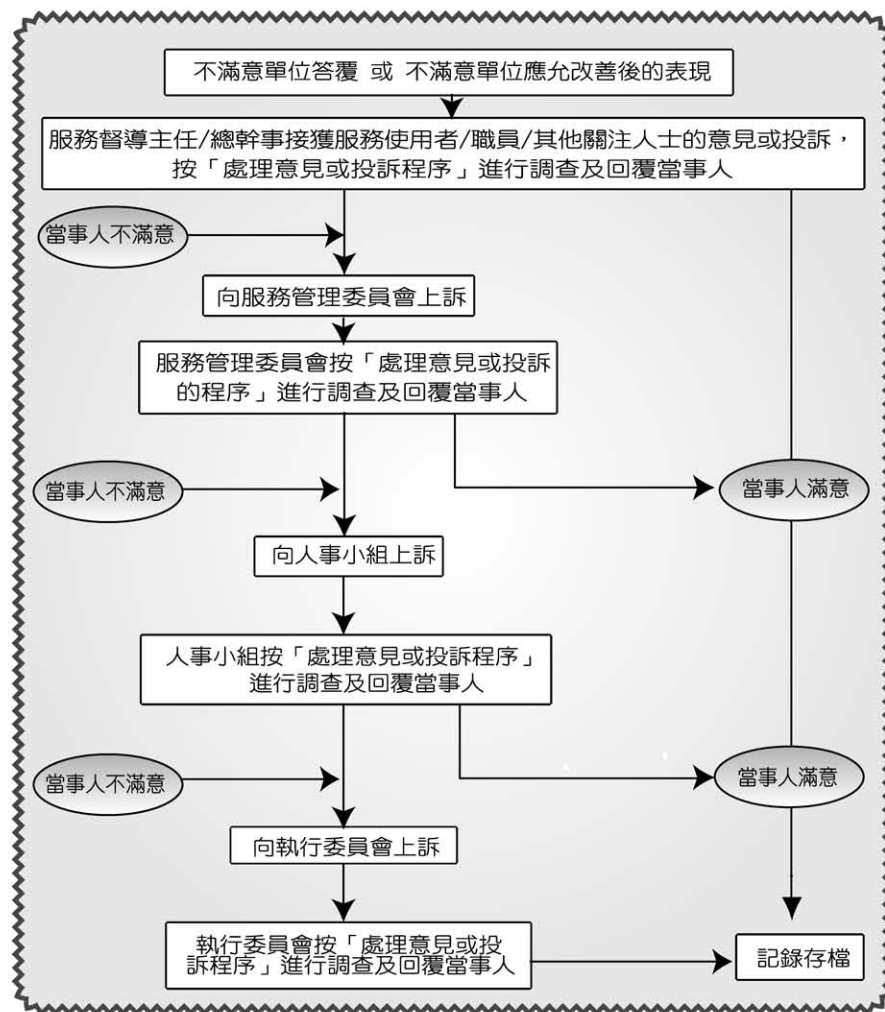 不滿意單位答覆 或 不滿意單位應允改善後的表現
服務督導主任/總幹事接獲服務使用者/職員/其他關注人士的意見或投訴，
按「處理意見或投訴程序」進行調查及回覆當事人
當事人不滿意
向服務管理委員會上訴
服務管理委員會按「處理意見或投訴
的程序」進行調查及回覆當事人
當事人不滿意
當事人滿意
向人事小組上訴
人事小組按「處理意見或投訴程序」
進行調查及回覆當事人
當事人不滿意
當事人滿意
向執行委員會上訴
執行委員會按「處理意見或投
訴程序」進行調查及回覆當事人
記錄存檔